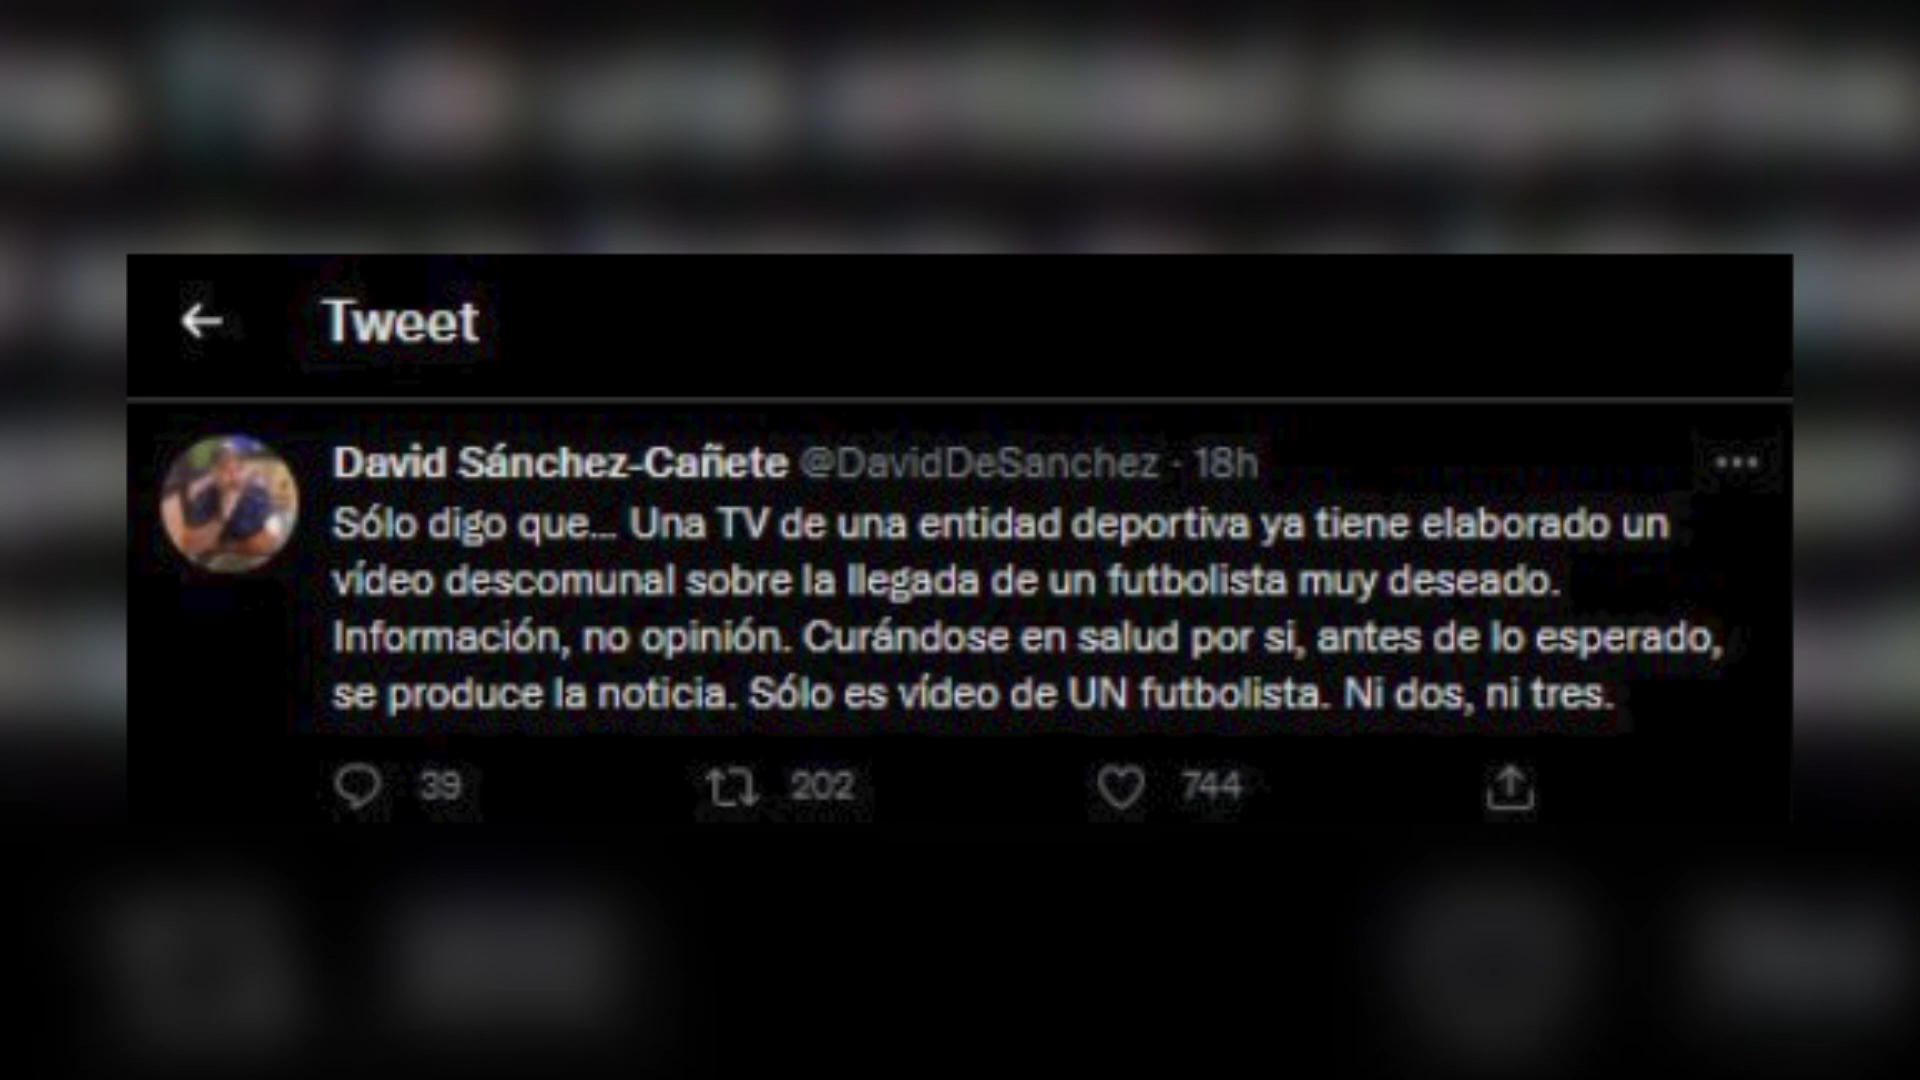 Tweet
David Sánchez-Cañete @DavidDeSanchez · 18h
Sólo digo que... Una TV de una entidad deportiva ya tiene elaborado un
vídeo descomunal sobre la llegada de un futbolista muy deseado.
Información, no opinión. Curándose en salud por si, antes de lo esperado,
se produce la noticia. Sólo es vídeo de UN futbolista. Ni dos, ni tres.
39 202 744